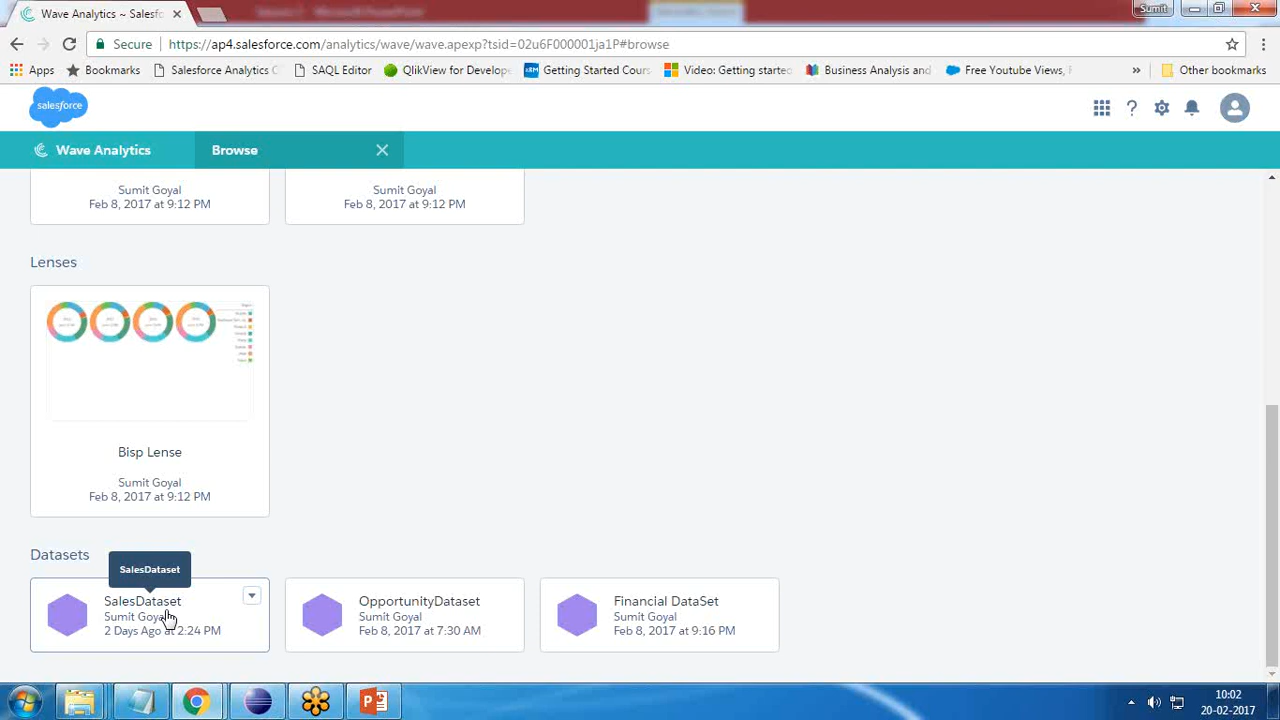 Sumit
Wave Analytics ~ Salesfo
Secure
https://ap4.salesforce.com/analytics/wave/wave.apexp?tsid=02u6F000001ja1P#browse
Apps
Bookmarks
Salesforce Analytics C
SAQL Editor
QlikView for Develope
Getting Started Cours
Video: Getting started
Business Analysis and
Free Youtube Views, F
»
Other bookmarks
salesforce
Wave Analytics
Browse
Sumit Goyal
Feb 8, 2017 at 9:12 PM
Sumit Goyal
Feb 8, 2017 at 9:12 PM
Lenses
Bisp Lense
Sumit Goyal
Feb 8, 2017 at 9:12 PM
Datasets
SalesDataset
SalesDataset
Sumit Goyal
2 Days Ago at 2:24 PM
OpportunityDataset
Sumit Goyal
Feb 8, 2017 at 7:30 AM
Financial DataSet
Sumit Goyal
Feb 8, 2017 at 9:16 PM
10:02
20-02-2017